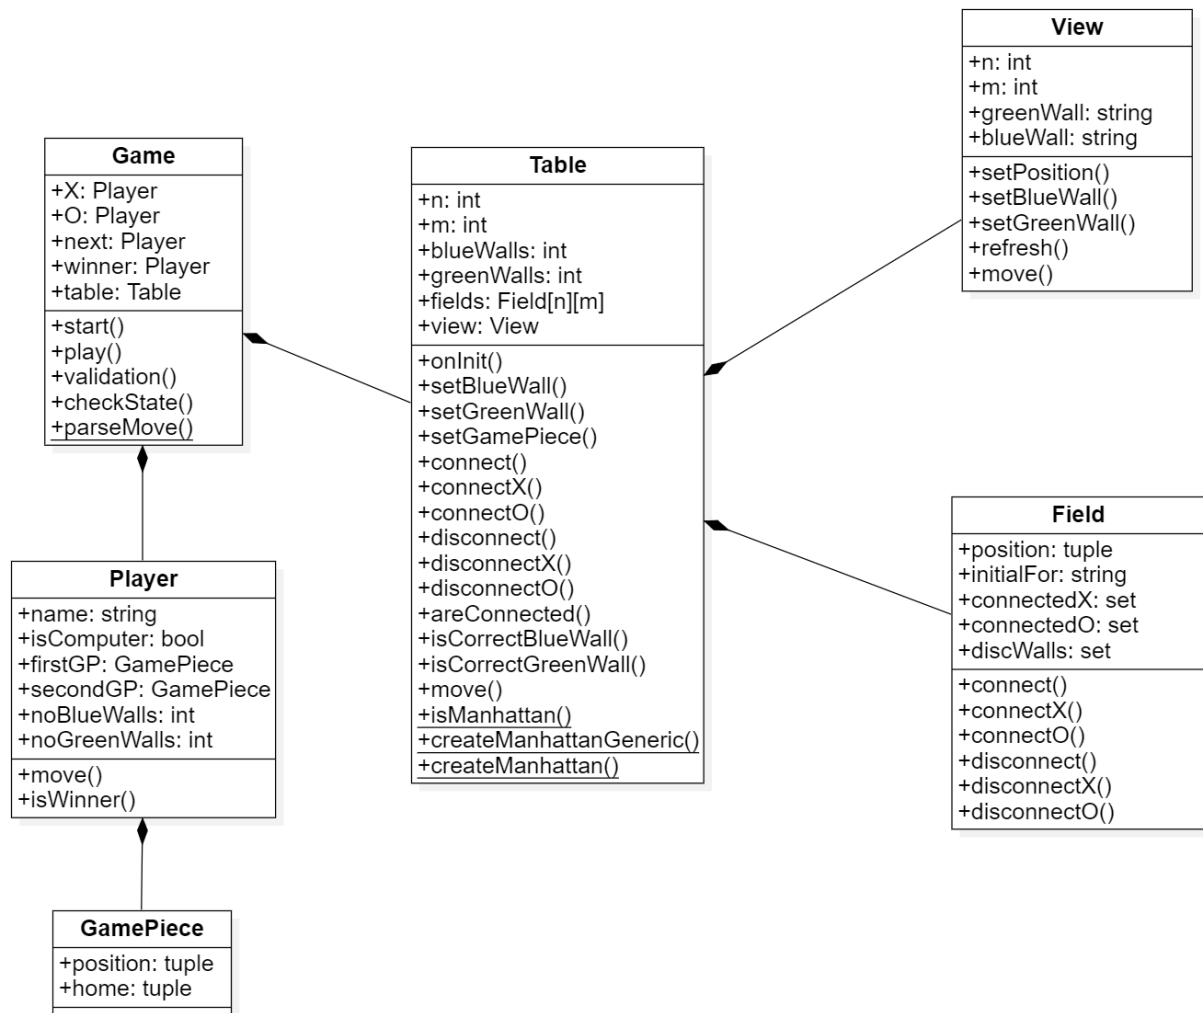 Game
+X: Player
+O: Player
+next: Player
+winner: Player
+table: Table
+start()
+play()
+validation()
+checkState()
+parseMove()
Player
+name: string
+isComputer: bool
+firstGP: GamePiece
+secondGP: GamePiece
+noBlueWalls: int
+noGreenWalls: int
+move()
+isWinner()
GamePiece
+position: tuple
+home: tuple
Table
+n: int
+m: int
+blueWalls: int
+greenWalls: int
+fields: Field[n][m]
+view: View
+onInit()
+setBlueWall()
+setGreenWall()
+setGamePiece()
+connect()
+connectX()
+connectO()
+disconnect()
+disconnectX()
+disconnectO()
+areConnected()
+isCorrectBlueWall()
+isCorrectGreenWall()
+move()
+isManhattan()
+createManhattanGeneric()
+createManhattan()
View
+n: int
+m: int
+greenWall: string
+blueWall: string
+setPosition()
+setBlueWall()
+setGreenWall()
+refresh()
+move()
Field
+position: tuple
+initialFor: string
+connectedX: set
+connectedO: set
+discWalls: set
+connect()
+connectX()
+connectO()
+disconnect()
+disconnectX()
+disconnectO()